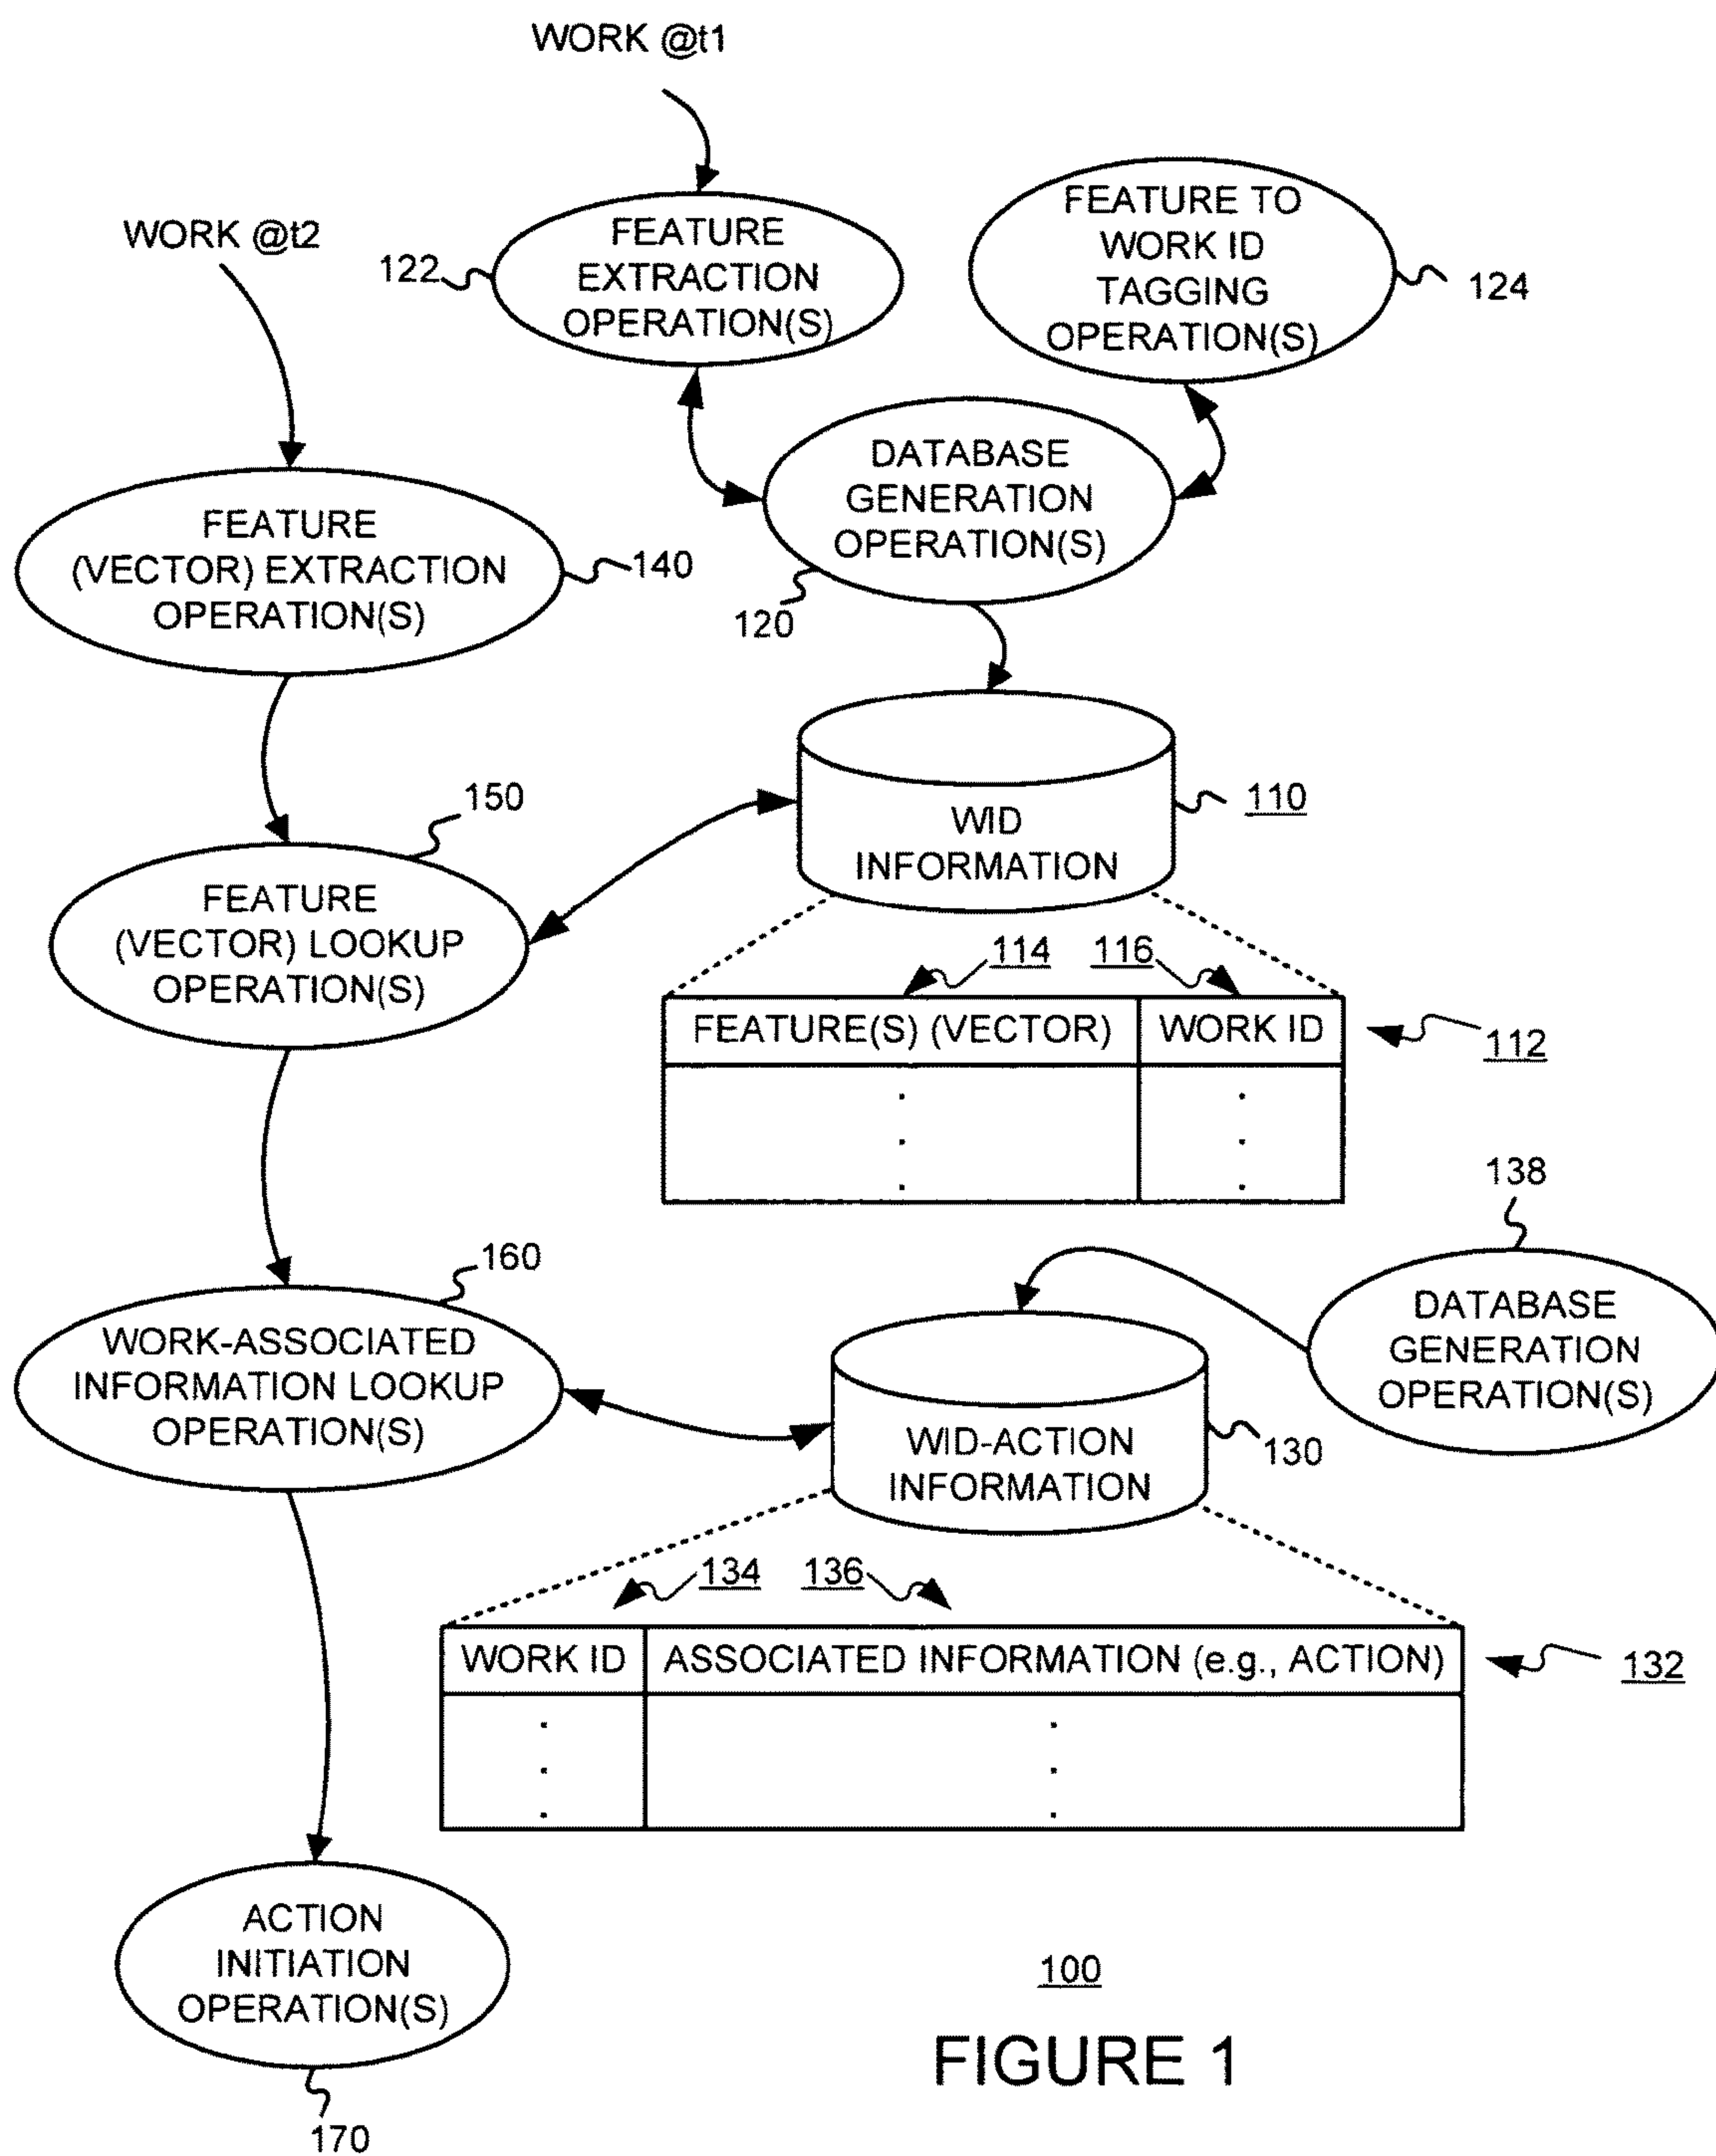 WORK @t1
WORK @t2
FEATURE
EXTRACTION
OPERATION(S)
122
FEATURE TO
WORK ID
TAGGING
OPERATION(S)
124
DATABASE
GENERATION
OPERATION(S)
120
FEATURE
(VECTOR) EXTRACTION
OPERATION(S)
140
WID
INFORMATION
110
150
FEATURE
(VECTOR) LOOKUP
OPERATION(S)
114 116
FEATURE(S) (VECTOR) WORK ID
112
138
DATABASE
GENERATION
OPERATION(S)
160
WORK-ASSOCIATED
INFORMATION LOOKUP
OPERATION(S)
WID-ACTION
INFORMATION
130
134 136
WORK ID ASSOCIATED INFORMATION (e.g., ACTION)
132
ACTION
INITIATION
OPERATION(S)
170
100
FIGURE 1